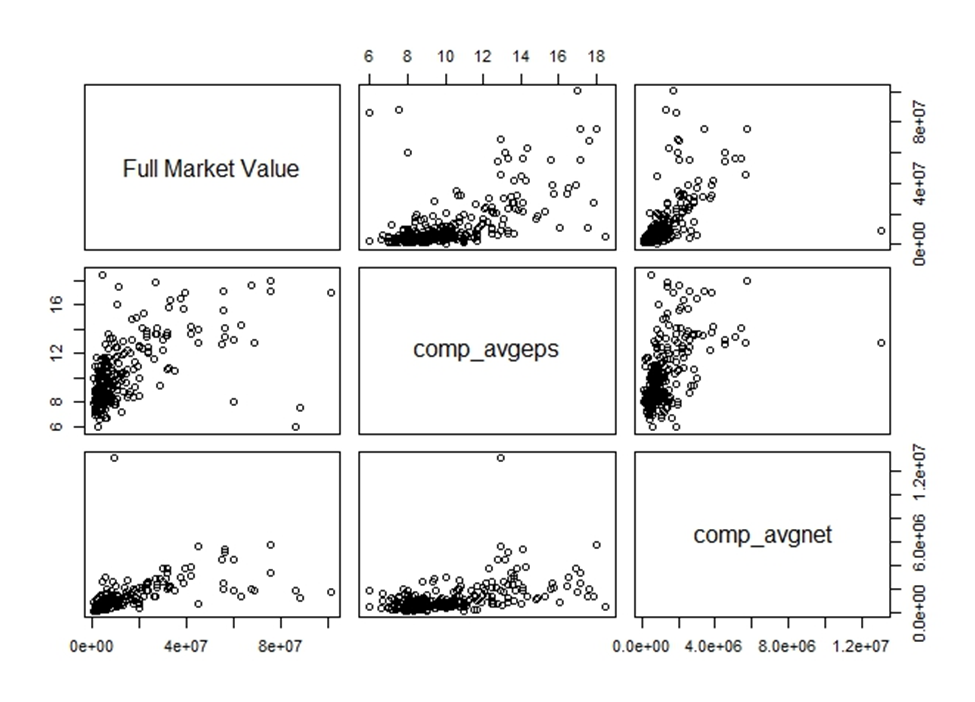 6 8 10 12 14 16 18
Full Market Value
0e+00 4e+07 8e+07
6 8 12 16
comp_avgeps
comp_avgnet
0.0e+00 6.0e+06 1.2e+07
0e+00 4e+07 8e+07
0.0e+00 4.0e+06 8.0e+06 1.2e+07